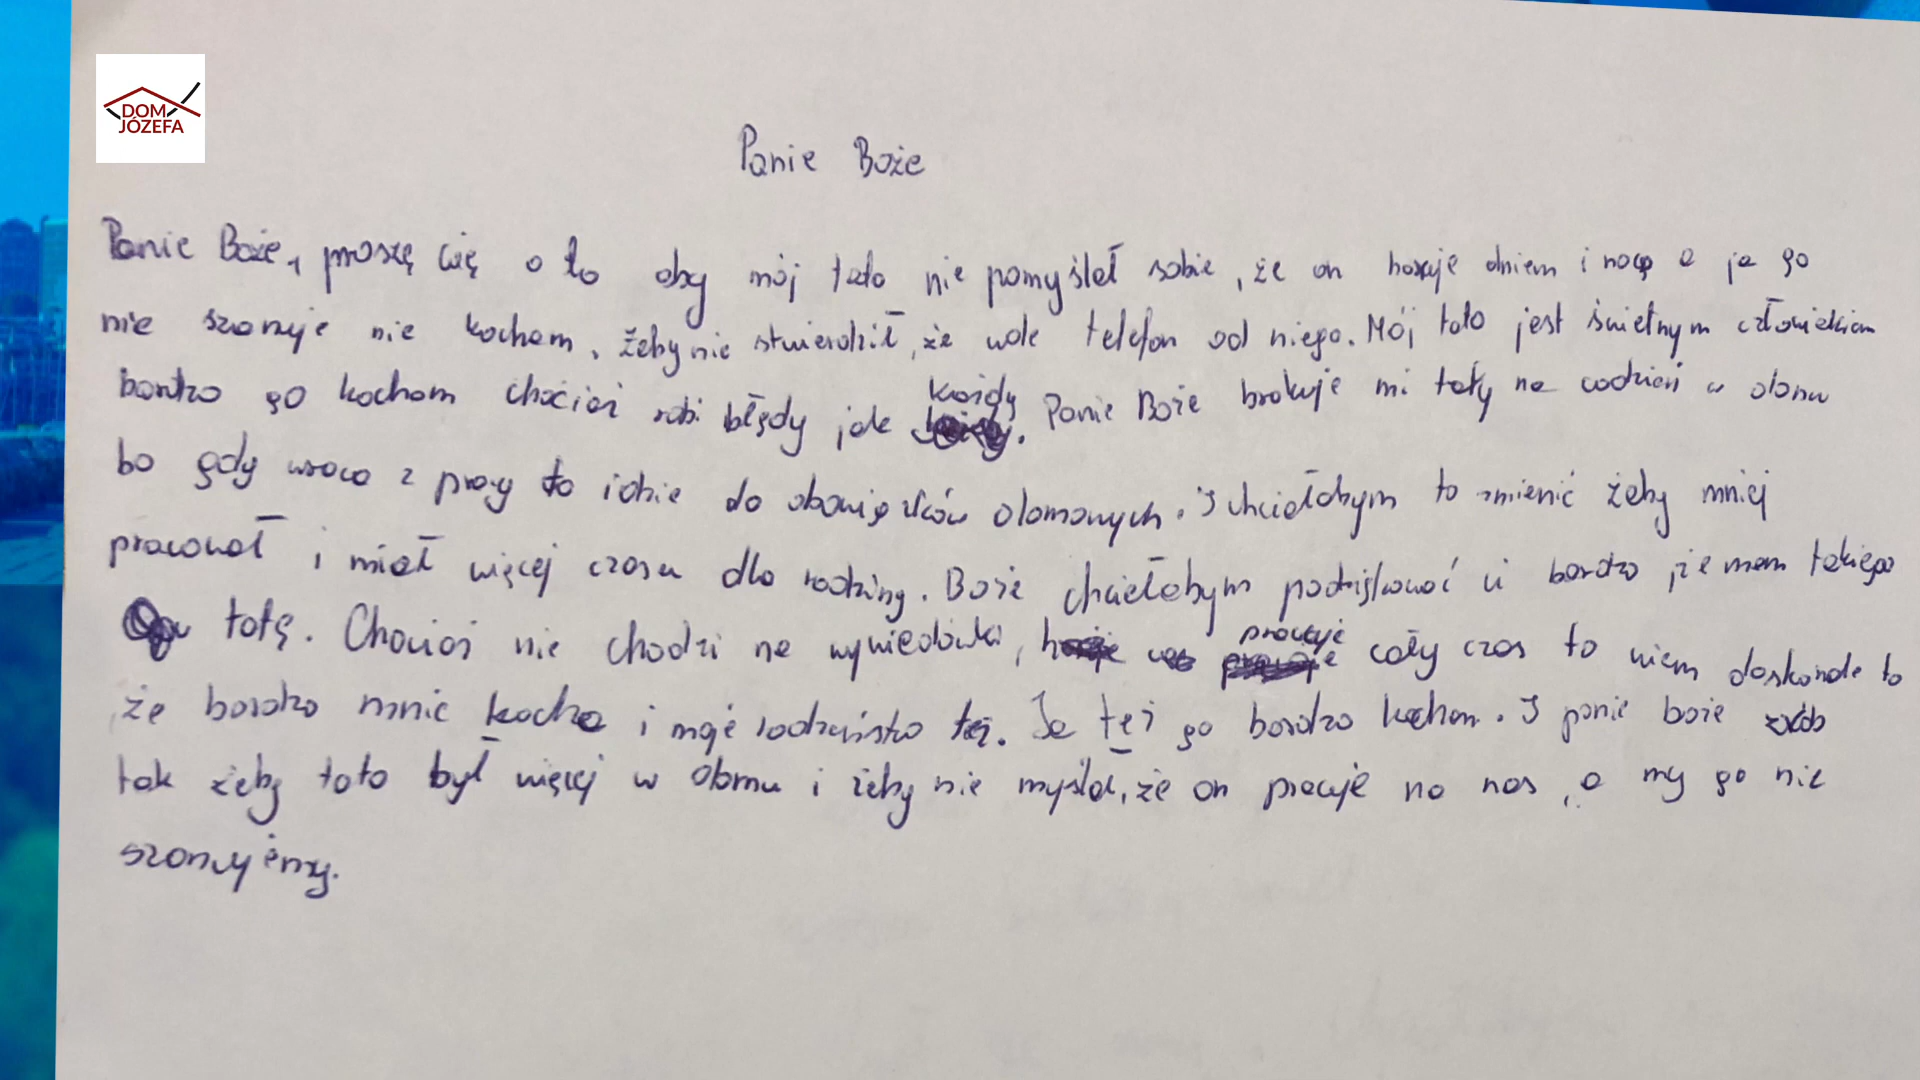 DOM
JÓZEFA
Panie Boże
Panie Boże, proszę cię o to aby mój tato nie pomyślał sobie, że on haruje dniem i nocą a ja go
nie szanuje nie kocham, żeby nie stwierdził, że wole telefon od niego. Mój tato jest świetnym człowiekiem
bardzo go kocham chociaż robi błędy jak każdy. Panie Boże brakuje mi taty na codzień w domu
bo gdy wraca z pracy to idzie do obowiązków domowych. I chciałabym to zmienić żeby mniej
pracował i miał więcej czasu dla rodziny. Boże chciałabym podziękować ci bardzo że mam takiego
tatę. Chociaż nie chodzi na wywiadówki, pracuje cały czas to wiem doskonale to
że bardzo mnie kocha i moje rodzeństwo też. Ja też go bardzo kocham. I panie boże zrób
tak żeby tato był więcej w domu i żeby nie myślał, że on pracuje na nas, a my go nie
szanujemy.